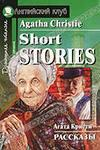 Английский клуб
Agatha Christie
Short
STORIES
Агата Кристи
РАССКАЗЫ